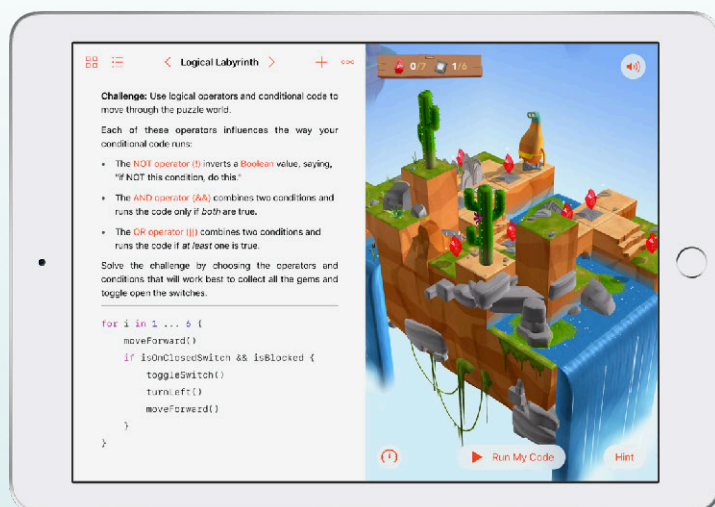 Logical Labyrinth
0/7 1/6
Challenge: Use logical operators and conditional code to
move through the puzzle world.
Each of these operators influences the way your
conditional code runs:
• The NOT operator (!) inverts a Boolean value, saying,
"if NOT this condition, do this."
• The AND operator (&&) combines two conditions and
runs the code only if both are true.
• The OR operator (||) combines two conditions and
runs the code if at least one is true.
Solve the challenge by choosing the operators and
conditions that will work best to collect all the gems and
toggle open the switches.
for i in 1 ... 6 {
moveForward()
if isOnClosedSwitch && isBlocked {
toggleSwitch()
turnLeft()
moveForward()
}
}
Run My Code
Hint